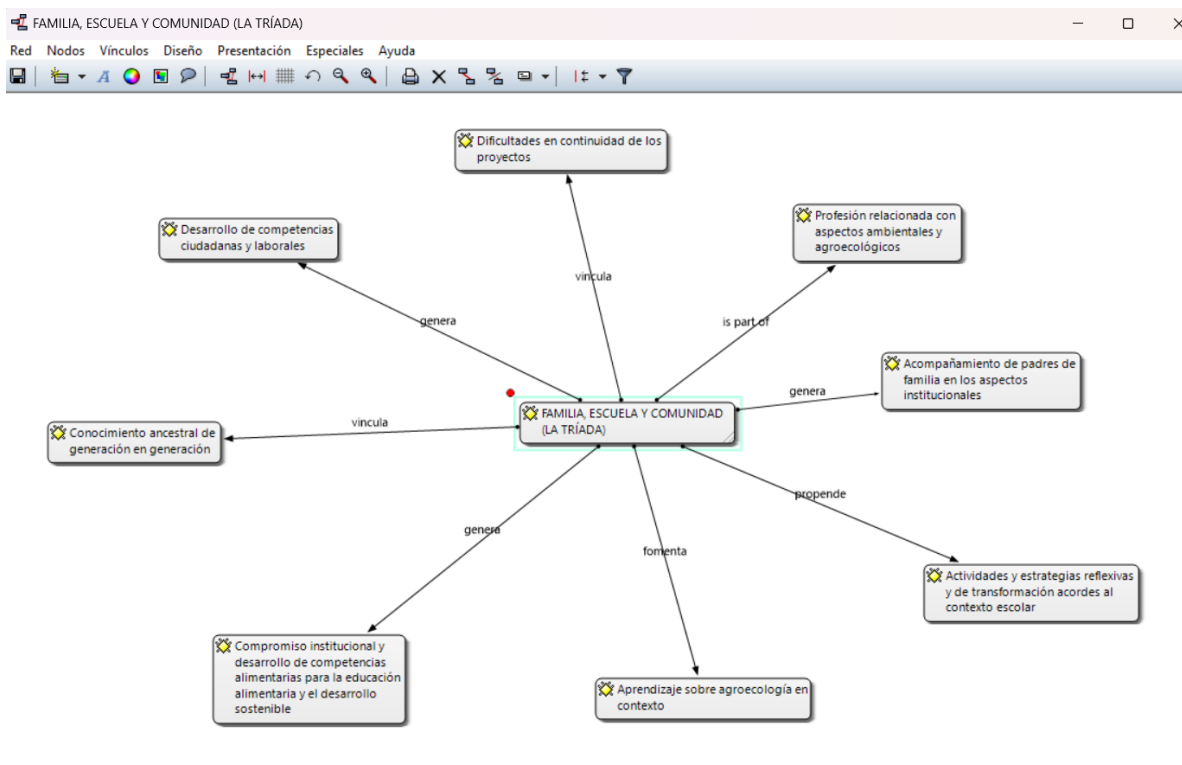 FAMILIA, ESCUELA Y COMUNIDAD (LA TRÍADA)
Red Nodos Vínculos Diseño Presentación Especiales Ayuda
Dificultades en continuidad de los
proyectos
Desarrollo de competencias
ciudadanas y laborales
Profesión relacionada con
aspectos ambientales y
agroecológicos
vincula
genera
is part of
Acompañamiento de padres de
familia en los aspectos
institucionales
genera
FAMILIA, ESCUELA Y COMUNIDAD
(LA TRÍADA)
vincula
Conocimiento ancestral de
generación en generación
propende
genera
fomenta
Actividades y estrategias reflexivas
y de transformación acordes al
contexto escolar
Compromiso institucional y
desarrollo de competencias
alimentarias para la educación
alimentaria y el desarrollo
sostenible
Aprendizaje sobre agroecología en
contexto